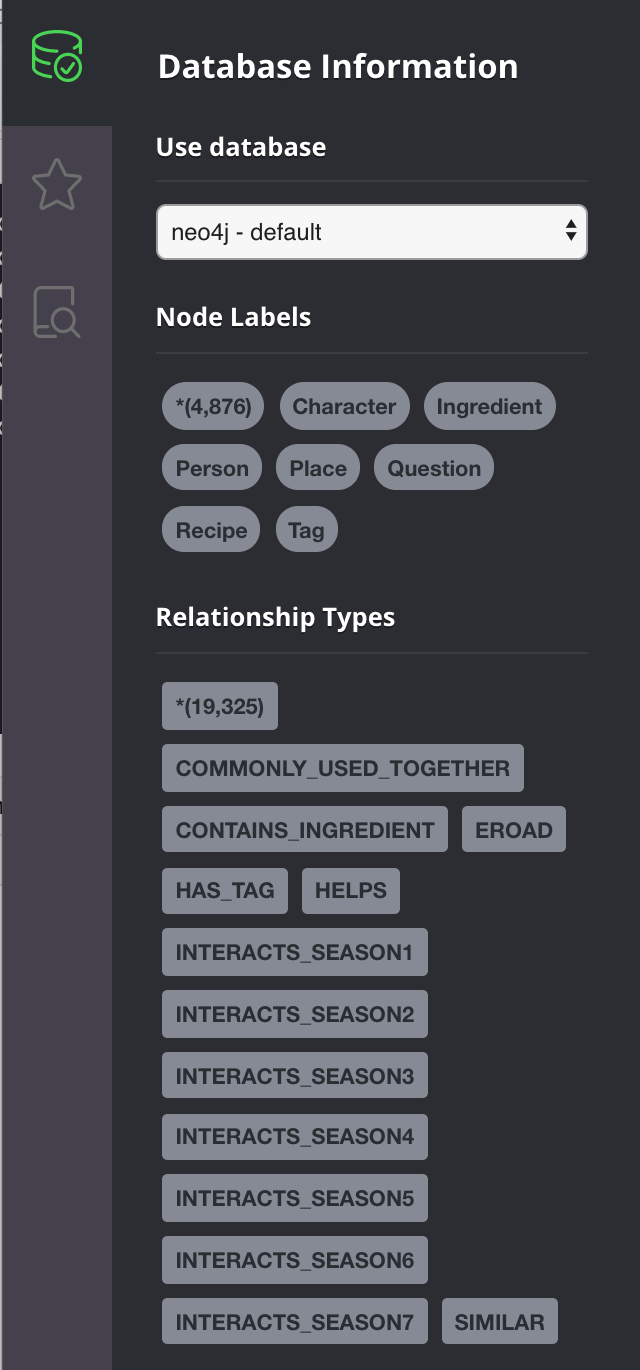 Database Information
Use database
neo4j - default
Node Labels
*(4,876) Character Ingredient
Person Place Question
Recipe Tag
Relationship Types
*(19,325)
COMMONLY_USED_TOGETHER
CONTAINS_INGREDIENT EROAD
HAS_TAG HELPS
INTERACTS_SEASON1
INTERACTS_SEASON2
INTERACTS_SEASON3
INTERACTS_SEASON4
INTERACTS_SEASON5
INTERACTS_SEASON6
INTERACTS_SEASON7 SIMILAR